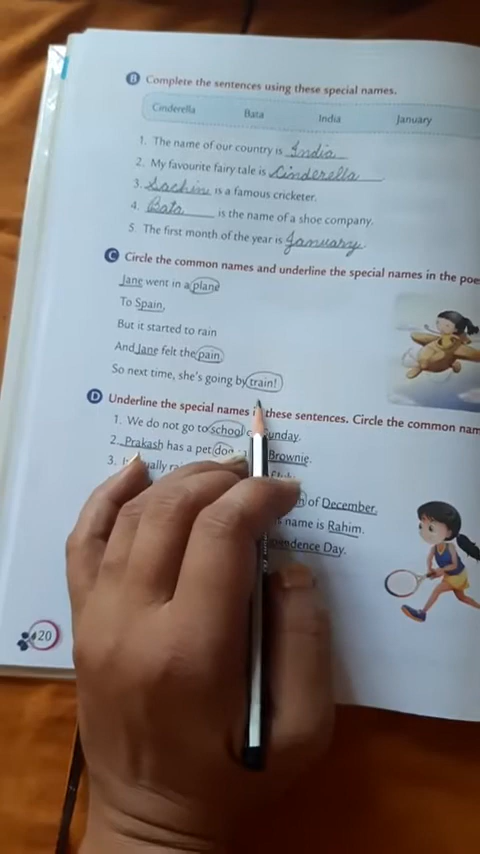 B Complete the sentences using these special names.
Cinderella Bata India January
1. The name of our country is India
2. My favourite fairy tale is Cinderella
3. Sachin is a famous cricketer.
4. Bata is the name of a shoe company.
5. The first month of the year is January
C Circle the common names and underline the special names in the
Jane went in a plane
To Spain,
But it started to rain
And Jane felt the pain
So next time, she's going by train!
D Underline the special names in these sentences. Circle the common
1. We do not go to school
2. Prakash has a pet dog Brownie.
3.
of December.
name is Rahim.
Day.
20